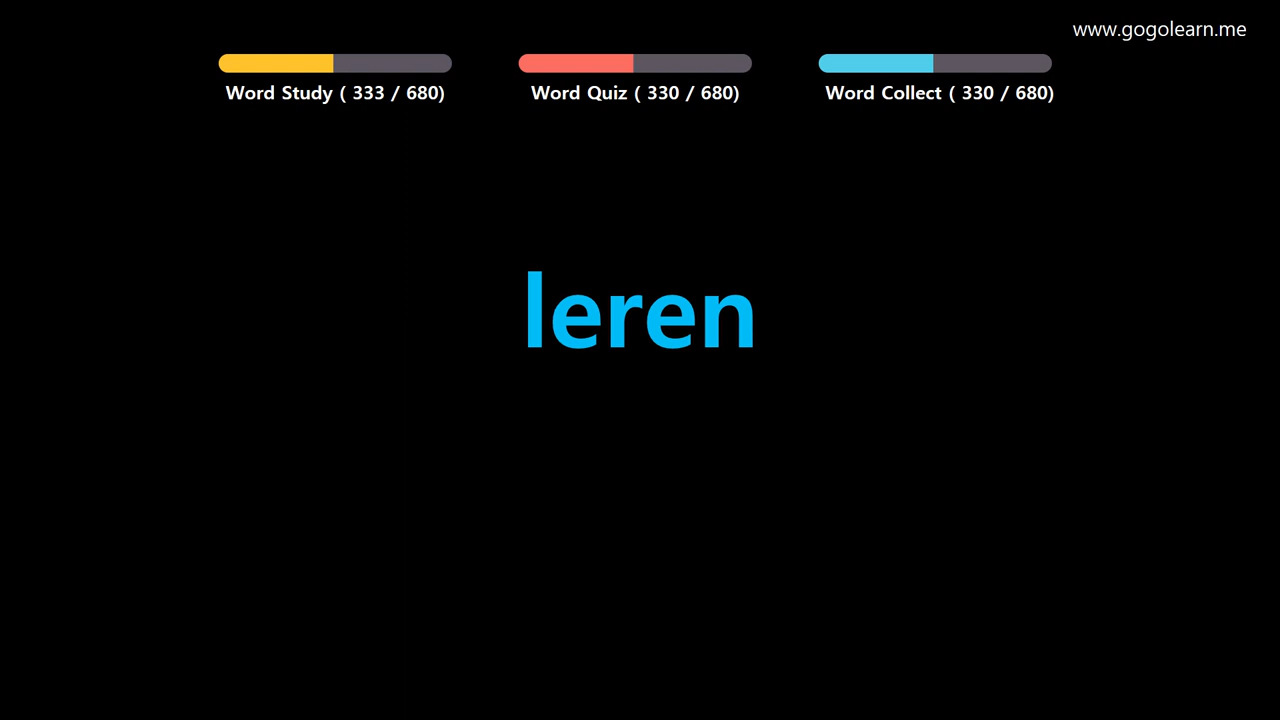 www.gogolearn.me
Word Study ( 333 / 680)
Word Quiz ( 330 / 680)
Word Collect ( 330 / 680)
leren